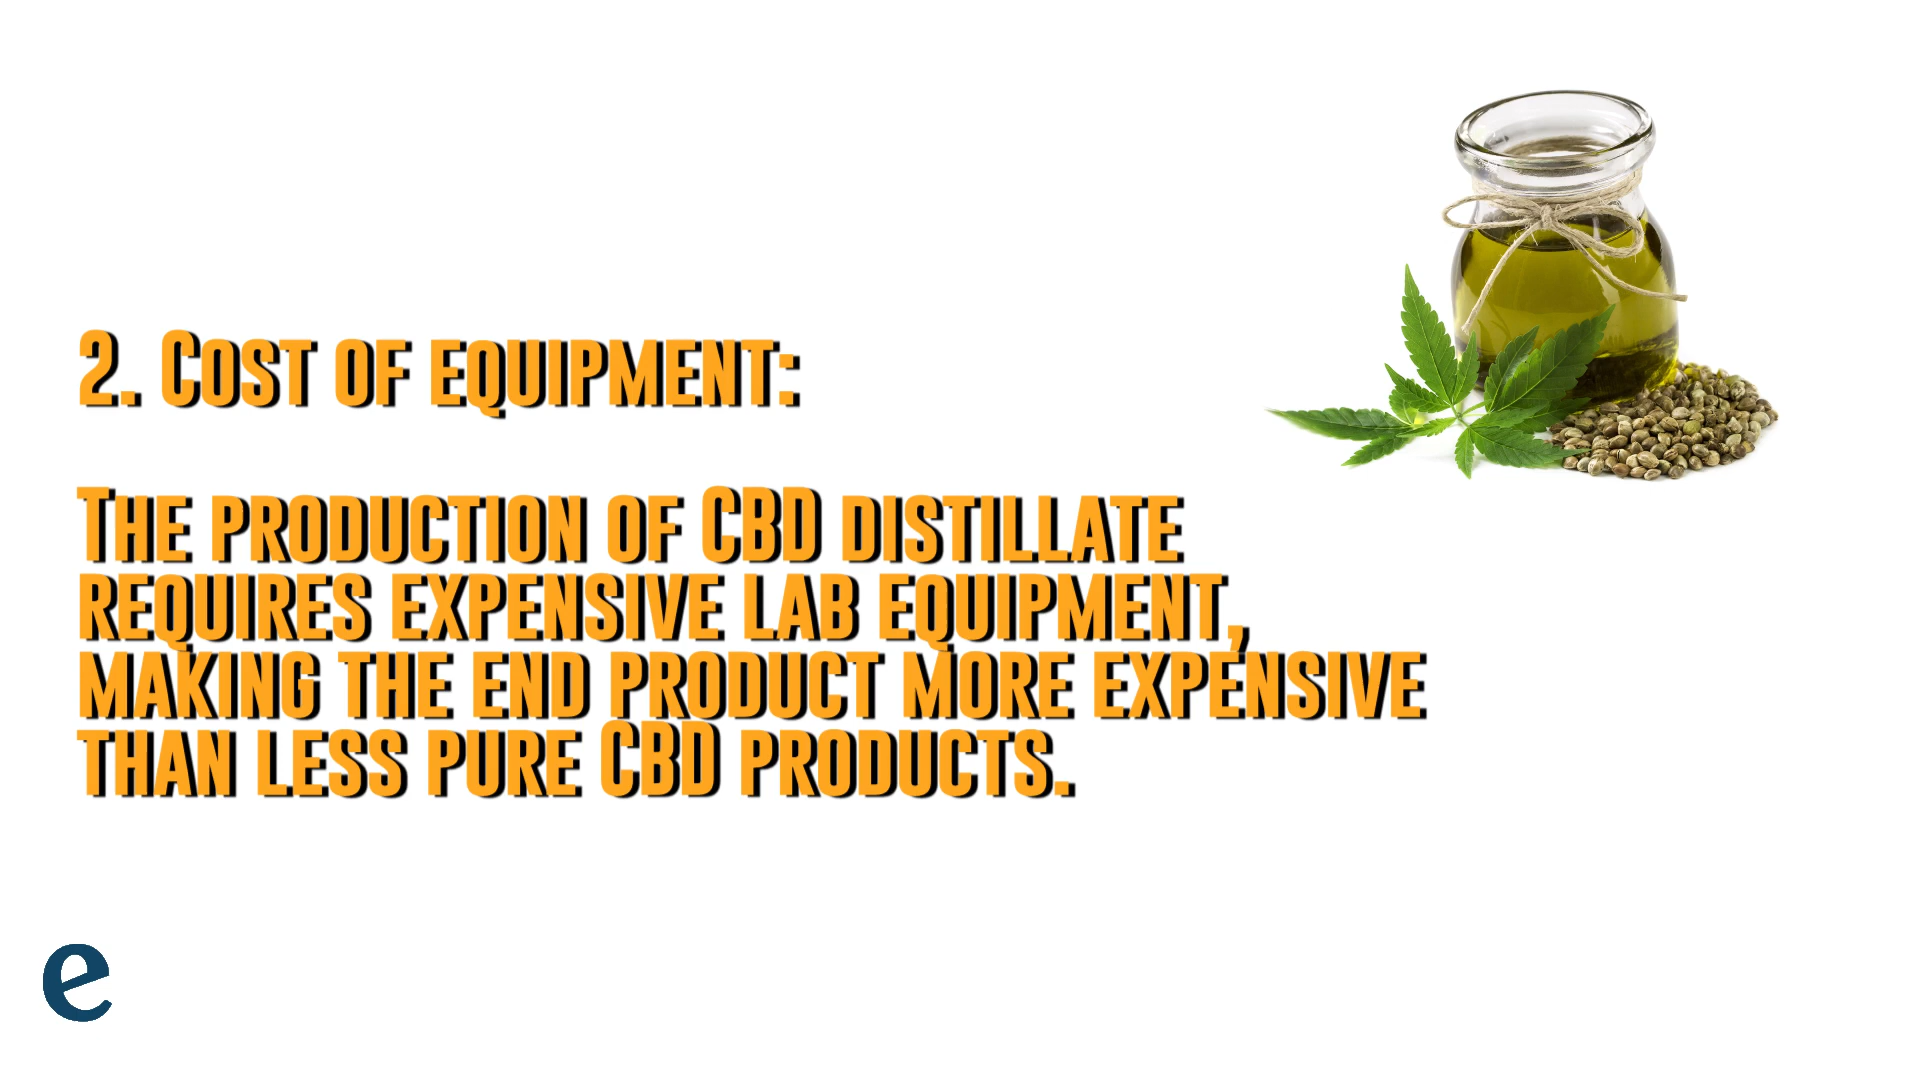 2. Cost of equipment:
The production of CBD distillate
requires expensive lab equipment,
making the end product more expensive
than less pure CBD products.
e